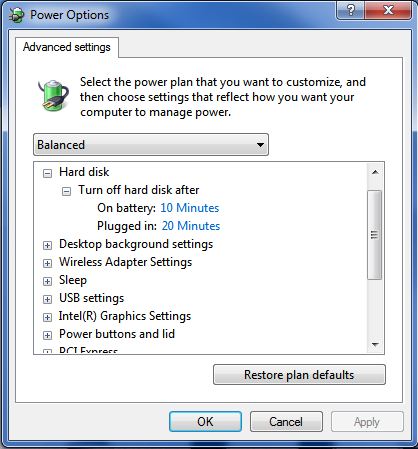 Power Options
Advanced settings
Select the power plan that you want to customize, and
then choose settings that reflect how you want your
computer to manage power.
Balanced
Hard disk
Turn off hard disk after
On battery: 10 Minutes
Plugged in: 20 Minutes
Desktop background settings
Wireless Adapter Settings
Sleep
USB settings
Intel(R) Graphics Settings
Power buttons and lid
PCI Express
Restore plan defaults
OK Cancel Apply